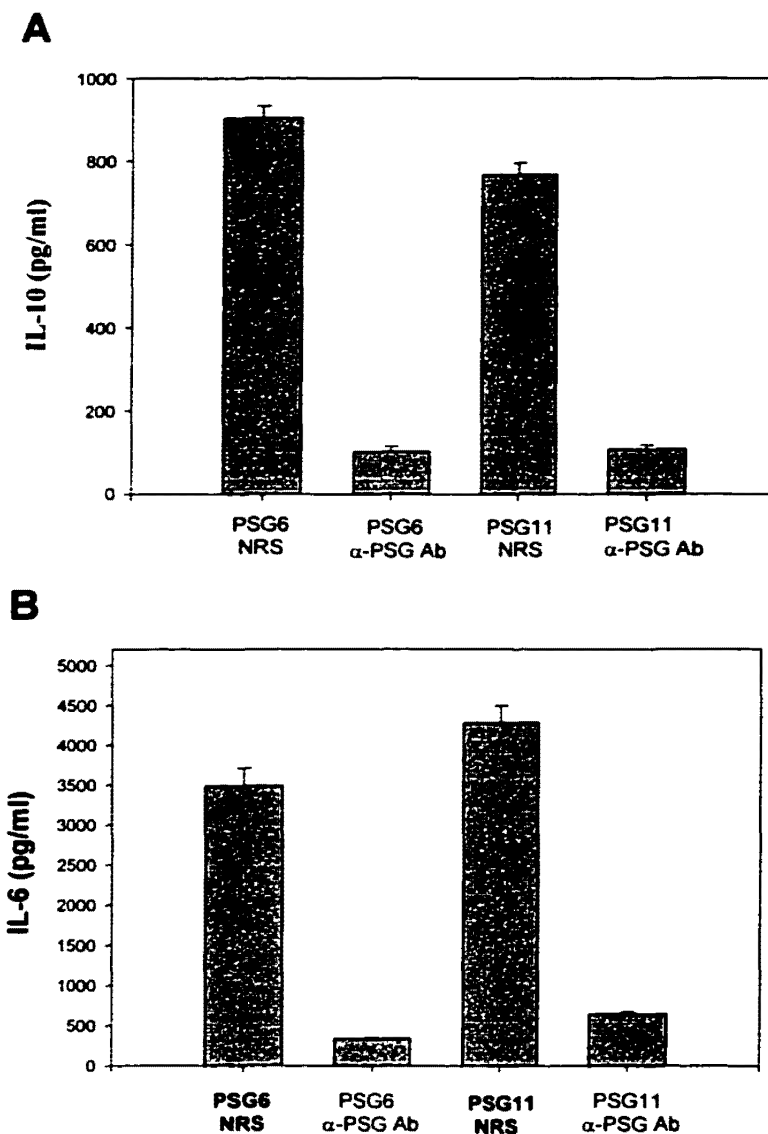 A
1000
800
600
400
200
0
IL-10 (pg/ml)
PSG6 NRS
PSG6 α-PSG Ab
PSG11 NRS
PSG11 α-PSG Ab
B
5000
4500
4000
3500
3000
2500
2000
1500
1000
500
0
IL-6 (pg/ml)
PSG6 NRS
PSG6 α-PSG Ab
PSG11 NRS
PSG11 α-PSG Ab